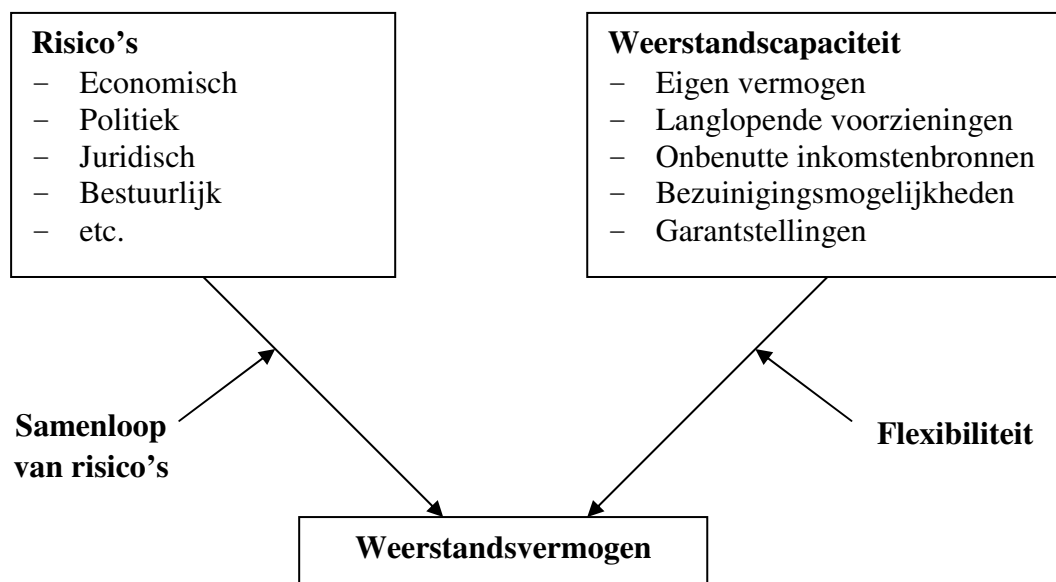 Risico’s
– Economisch
– Politiek
– Juridisch
– Bestuurlijk
– etc.
Weerstandscapaciteit
– Eigen vermogen
– Langlopende voorzieningen
– Onbenutte inkomstenbronnen
– Bezuinigingsmogelijkheden
– Garantstellingen
Samenloop
van risico’s
Flexibiliteit
Weerstandsvermogen